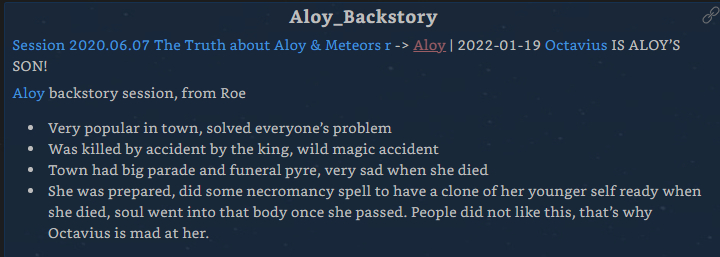 Aloy_Backstory
Session 2020.06.07 The Truth about Aloy & Meteors r -> Aloy | 2022-01-19 Octavius IS ALOY’S
SON!
Aloy backstory session, from Roe
• Very popular in town, solved everyone’s problem
• Was killed by accident by the king, wild magic accident
• Town had big parade and funeral pyre, very sad when she died
• She was prepared, did some necromancy spell to have a clone of her younger self ready when
she died, soul went into that body once she passed. People did not like this, that’s why
Octavius is mad at her.